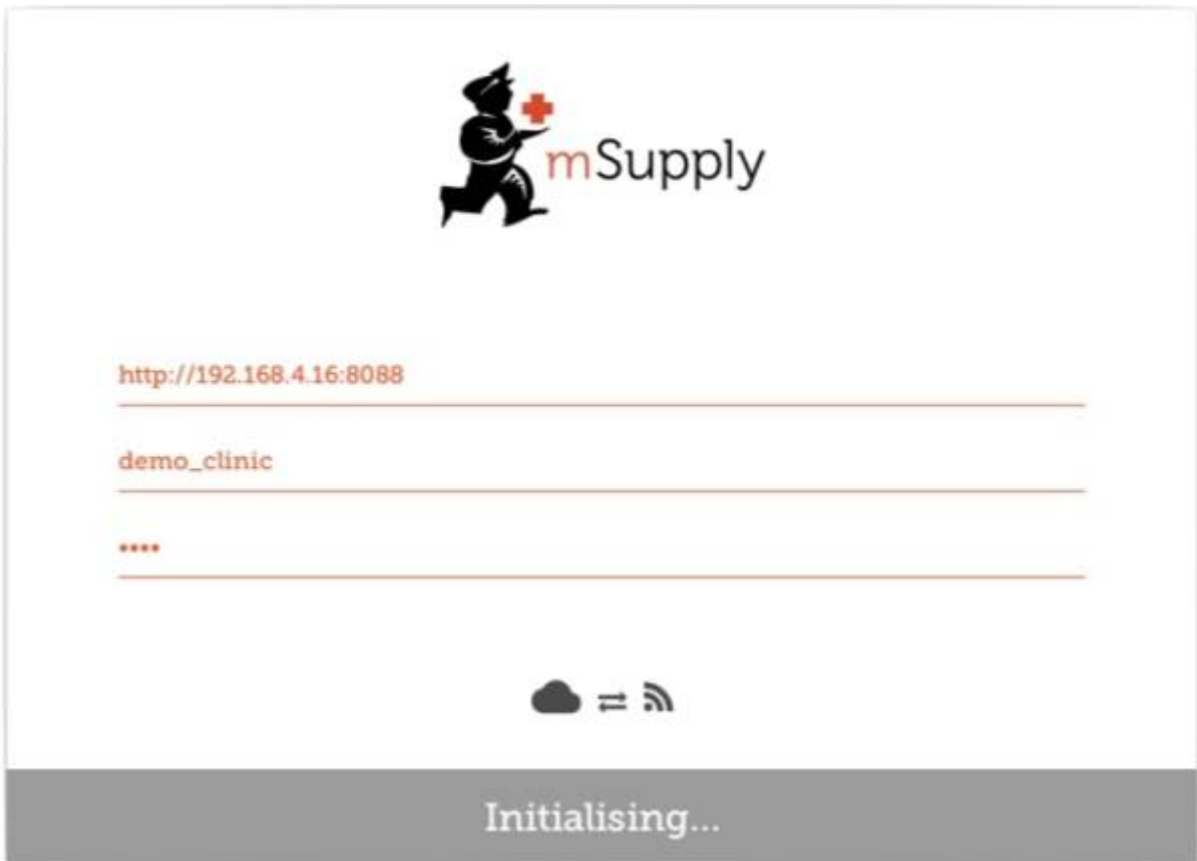 mSupply
http://192.168.4.16:8088
demo_clinic
••••
Initialising...